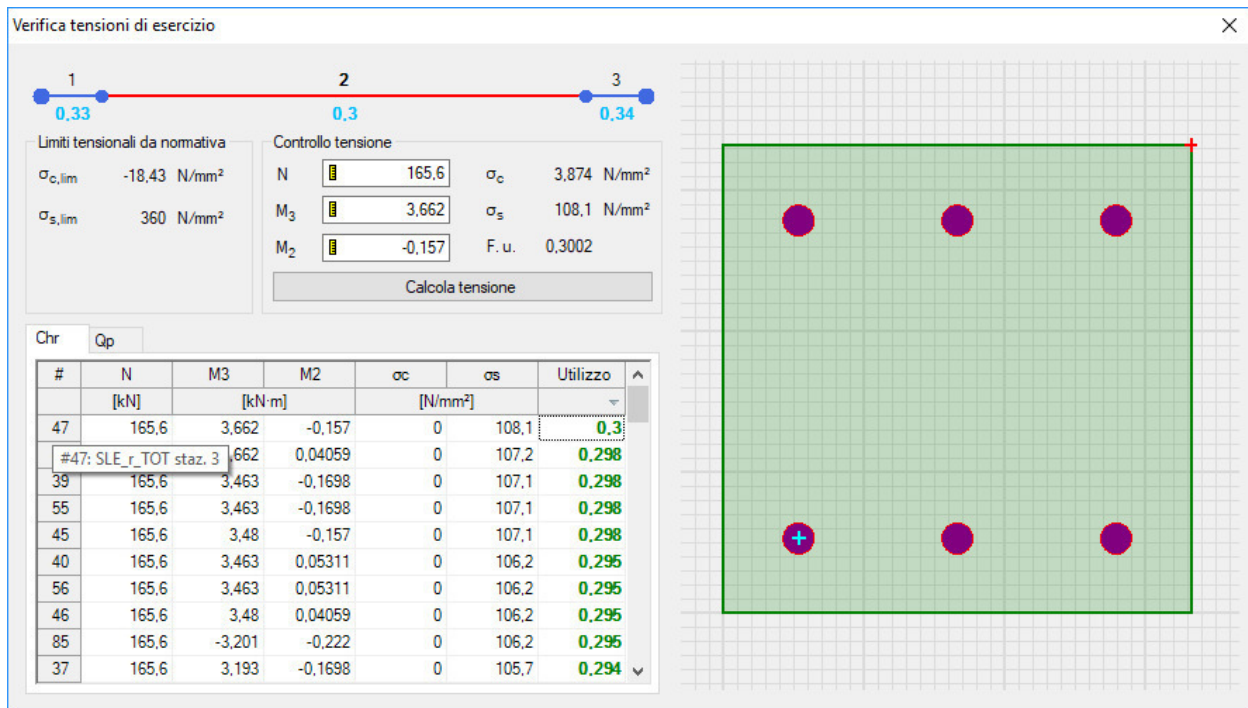 Verifica tensioni di esercizio
1 2 3
0,33 0,3 0,34
Limiti tensionali da normativa
σc,lim -18,43 N/mm²
σs,lim 360 N/mm²
Controllo tensione
N 165,6 σc 3,874 N/mm²
M3 3,662 σs 108,1 N/mm²
M2 -0,157 F. u. 0,3002
Calcola tensione
Chr Qp
# N M3 M2 σc σs Utilizzo
[kN] [kN·m] [N/mm²]
47 165,6 3,662 -0,157 0 108,1 0,3
#47: SLE_r_TOT staz. 3 ,662 0,04059 0 107,2 0,298
39 165,6 3,463 -0,1698 0 107,1 0,298
55 165,6 3,463 -0,1698 0 107,1 0,298
45 165,6 3,48 -0,157 0 107,1 0,298
40 165,6 3,463 0,05311 0 106,2 0,295
56 165,6 3,463 0,05311 0 106,2 0,295
46 165,6 3,48 0,04059 0 106,2 0,295
85 165,6 -3,201 -0,222 0 106,2 0,295
37 165,6 3,193 -0,1698 0 105,7 0,294